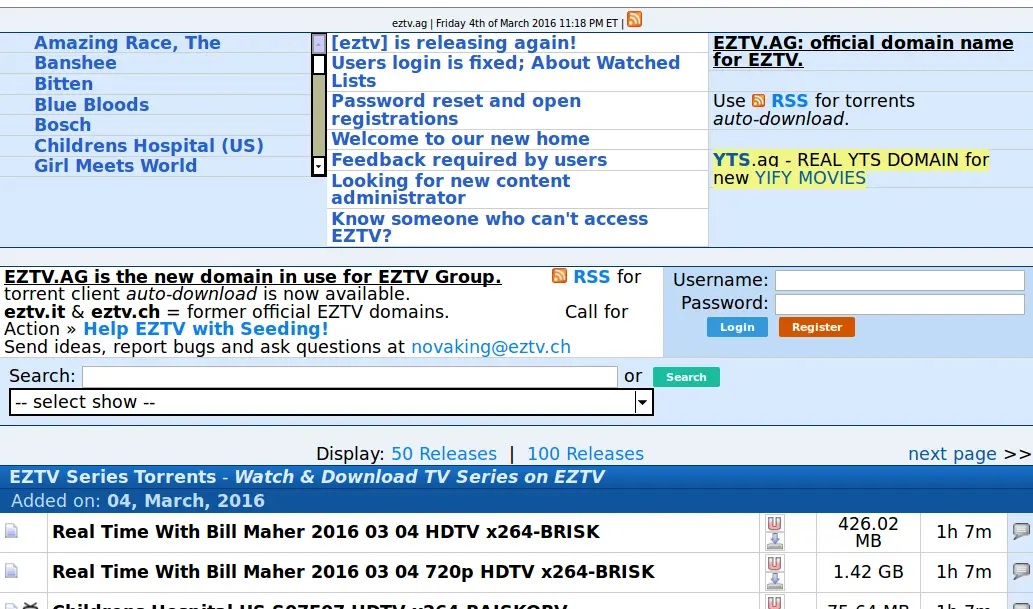 eztv.ag | Friday 4th of March 2016 11:18 PM ET |
Amazing Race, The
Banshee
Bitten
Blue Bloods
Bosch
Childrens Hospital (US)
Girl Meets World
[eztv] is releasing again!
Users login is fixed; About Watched
Lists
Password reset and open
registrations
Welcome to our new home
Feedback required by users
Looking for new content
administrator
Know someone who can't access
EZTV?
EZTV.AG: official domain name
for EZTV.
Use RSS for torrents
auto-download.
YTS.ag - REAL YTS DOMAIN for
new YIFY MOVIES
EZTV.AG is the new domain in use for EZTV Group. RSS for
torrent client auto-download is now available.
eztv.it & eztv.ch = former official EZTV domains. Call for
Action » Help EZTV with Seeding!
Send ideas, report bugs and ask questions at novaking@eztv.ch
Username:
Password:
Login Register
Search: or Search
-- select show --
Display: 50 Releases | 100 Releases next page >>
EZTV Series Torrents - Watch & Download TV Series on EZTV
Added on: 04, March, 2016
Real Time With Bill Maher 2016 03 04 HDTV x264-BRISK 426.02 1h 7m
MB
Real Time With Bill Maher 2016 03 04 720p HDTV x264-BRISK 1.42 GB 1h 7m
Childrens Hospital US S07E07 HDTV 75.64 MB 1h 7m